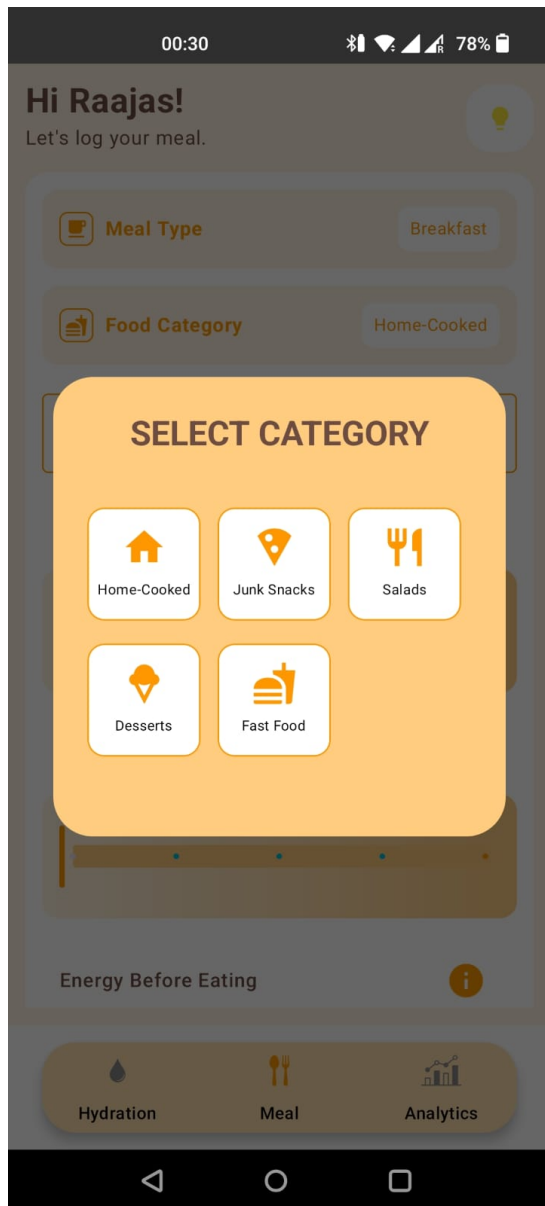 00:30 78%
Hi Raajas!
Let's log your meal.
Meal Type Breakfast
Food Category Home-Cooked
SELECT CATEGORY
Home-Cooked Junk Snacks Salads
Desserts Fast Food
Energy Before Eating
Hydration Meal Analytics